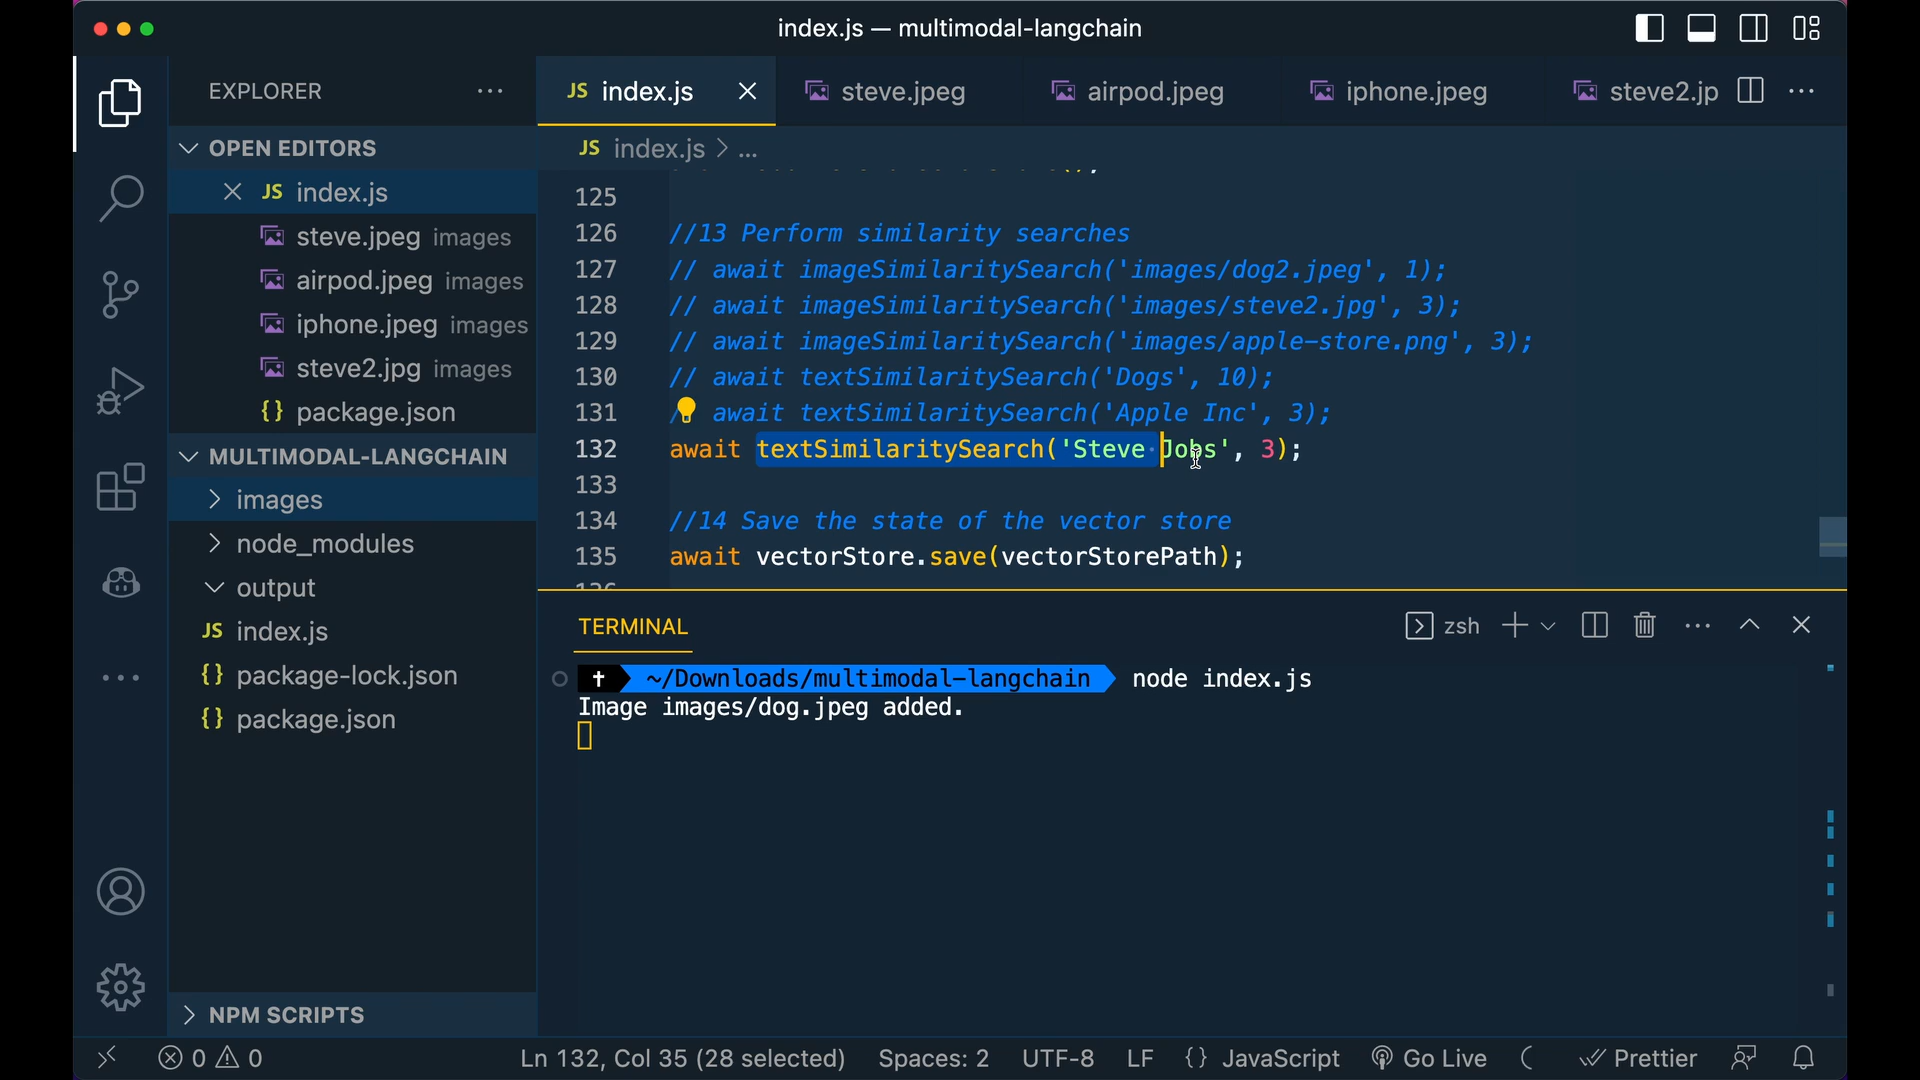 index.js — multimodal-langchain
EXPLORER
JS index.js
steve.jpeg
airpod.jpeg
iphone.jpeg
steve2.jp
OPEN EDITORS
JS index.js
steve.jpeg images
airpod.jpeg images
iphone.jpeg images
steve2.jpg images
{} package.json
MULTIMODAL-LANGCHAIN
images
node_modules
output
JS index.js
{} package-lock.json
{} package.json
NPM SCRIPTS
JS index.js > ...
125
126 //13 Perform similarity searches
127 // await imageSimilaritySearch('images/dog2.jpeg', 1);
128 // await imageSimilaritySearch('images/steve2.jpg', 3);
129 // await imageSimilaritySearch('images/apple-store.png', 3);
130 // await textSimilaritySearch('Dogs', 10);
131 / await textSimilaritySearch('Apple Inc', 3);
132 await textSimilaritySearch('Steve Jobs', 3);
133
134 //14 Save the state of the vector store
135 await vectorStore.save(vectorStorePath);
TERMINAL
zsh
~/Downloads/multimodal-langchain node index.js
Image images/dog.jpeg added.
0 0
Ln 132, Col 35 (28 selected)
Spaces: 2
UTF-8
LF
{} JavaScript
Go Live
Prettier